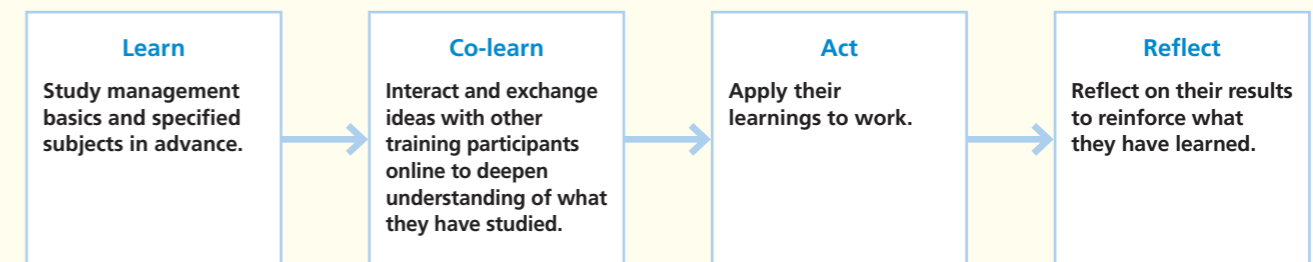 Learn
Study management
basics and specified
subjects in advance.
Co-learn
Interact and exchange
ideas with other
training participants
online to deepen
understanding of what
they have studied.
Act
Apply their
learnings to work.
Reflect
Reflect on their results
to reinforce what
they have learned.